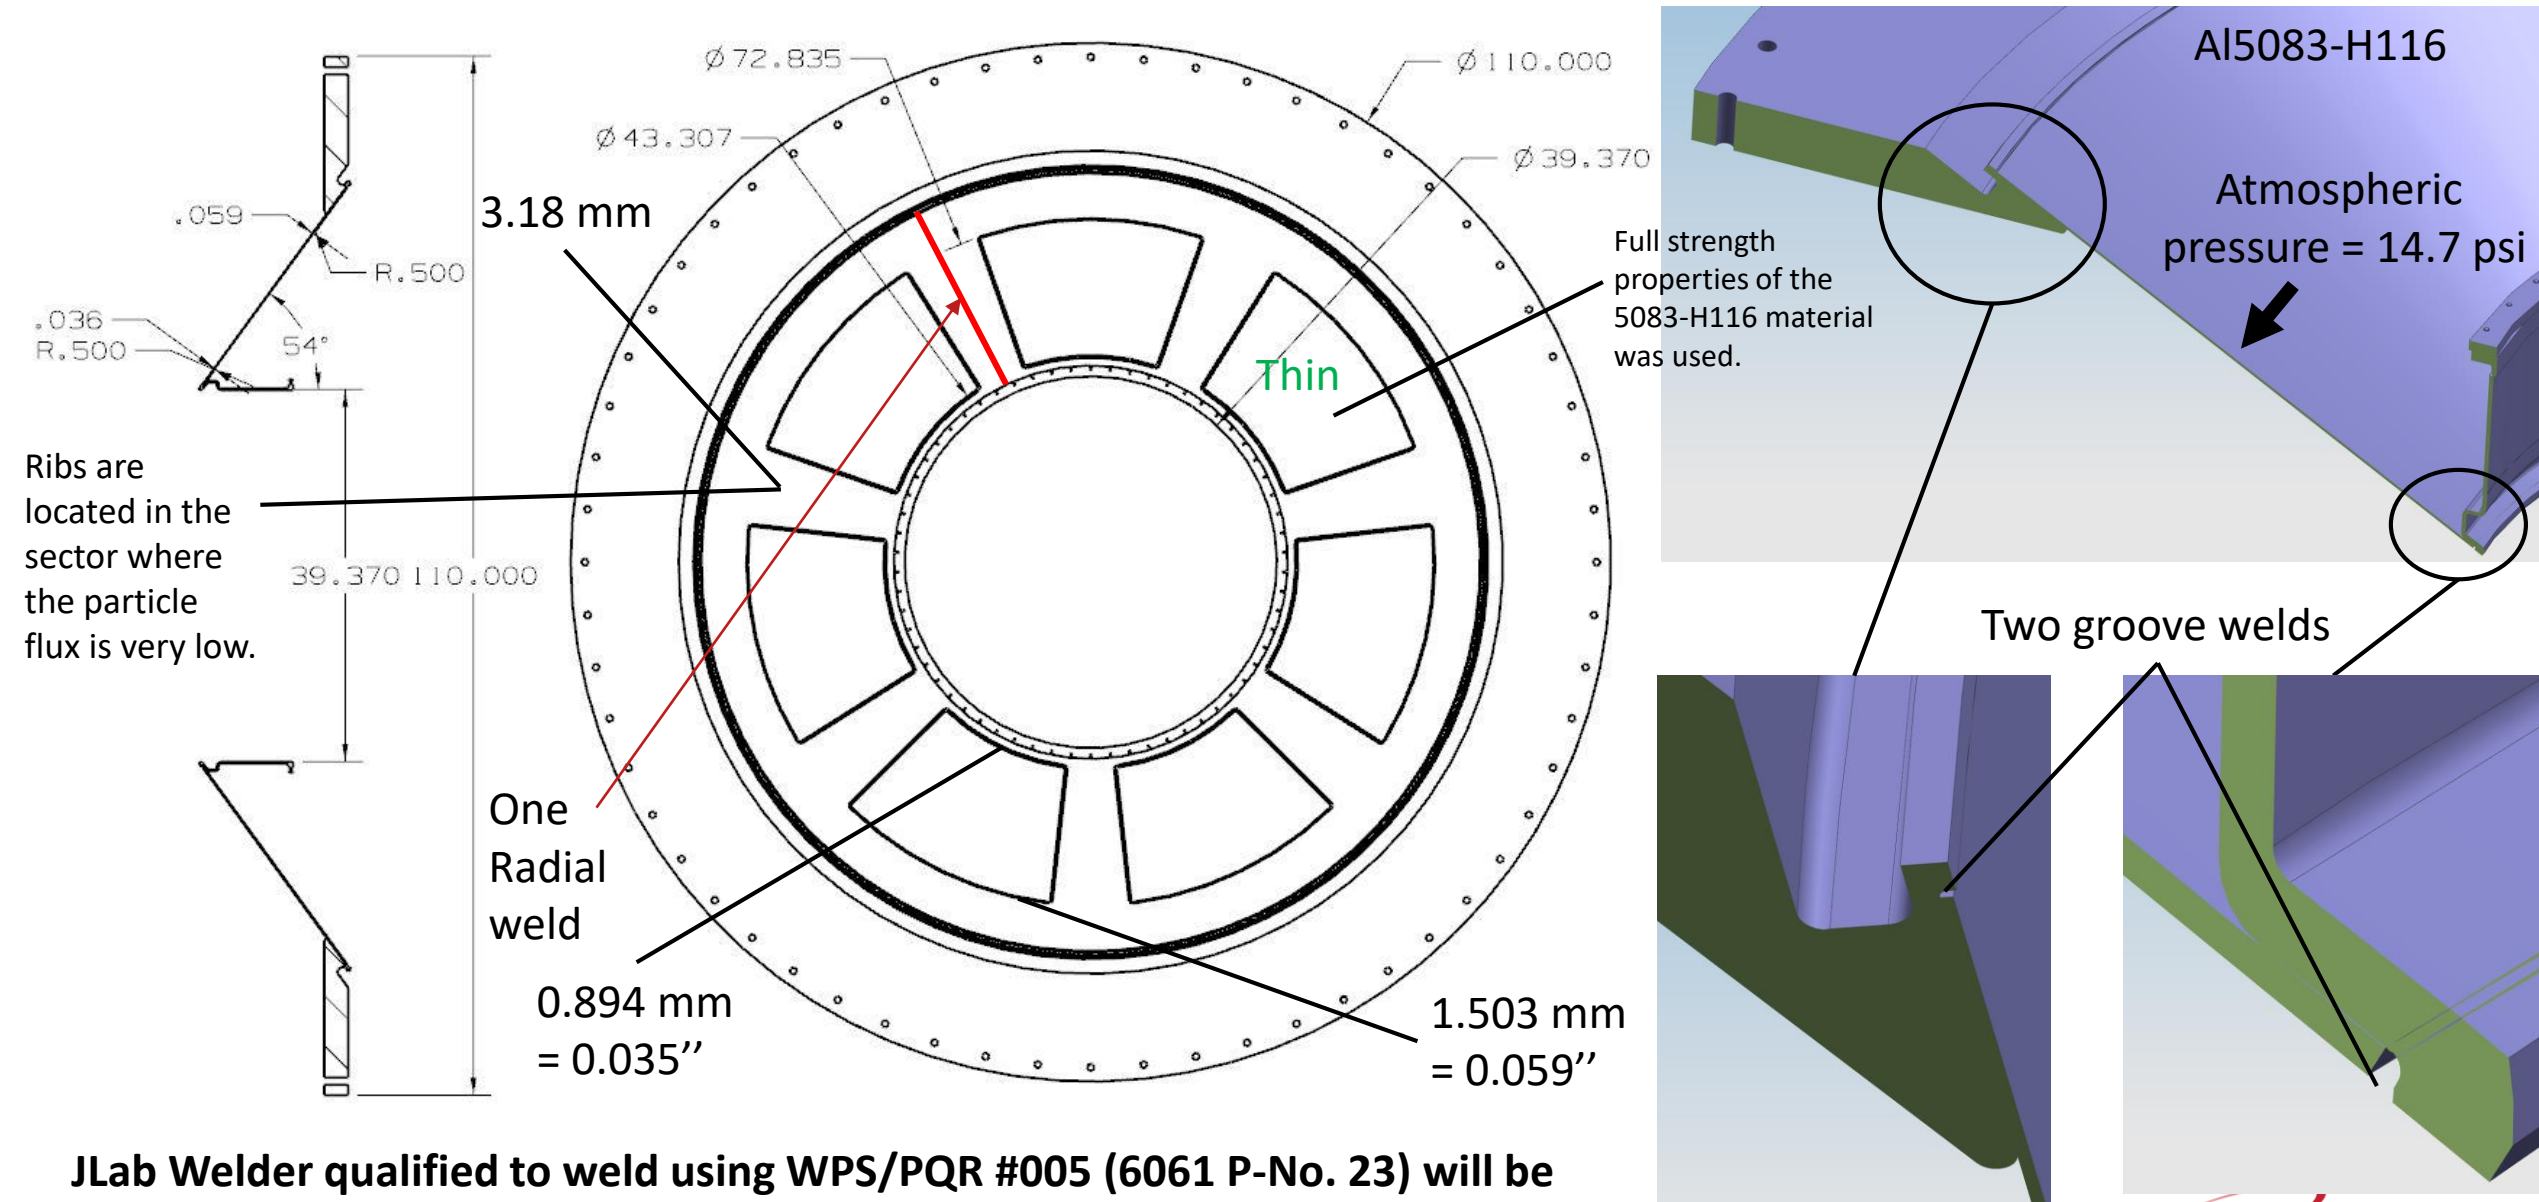 Ø72.835
Ø110.000
Ø43.307
Ø39.370
.059
R.500
.036
R.500
54°
39.370
110.000
3.18 mm
Ribs are
located in the
sector where
the particle
flux is very low.
One
Radial
weld
0.894 mm
= 0.035’’
1.503 mm
= 0.059’’
Thin
Full strength
properties of the
5083-H116 material
was used.
Al5083-H116
Atmospheric
pressure = 14.7 psi
Two groove welds
JLab Welder qualified to weld using WPS/PQR #005 (6061 P-No. 23) will be